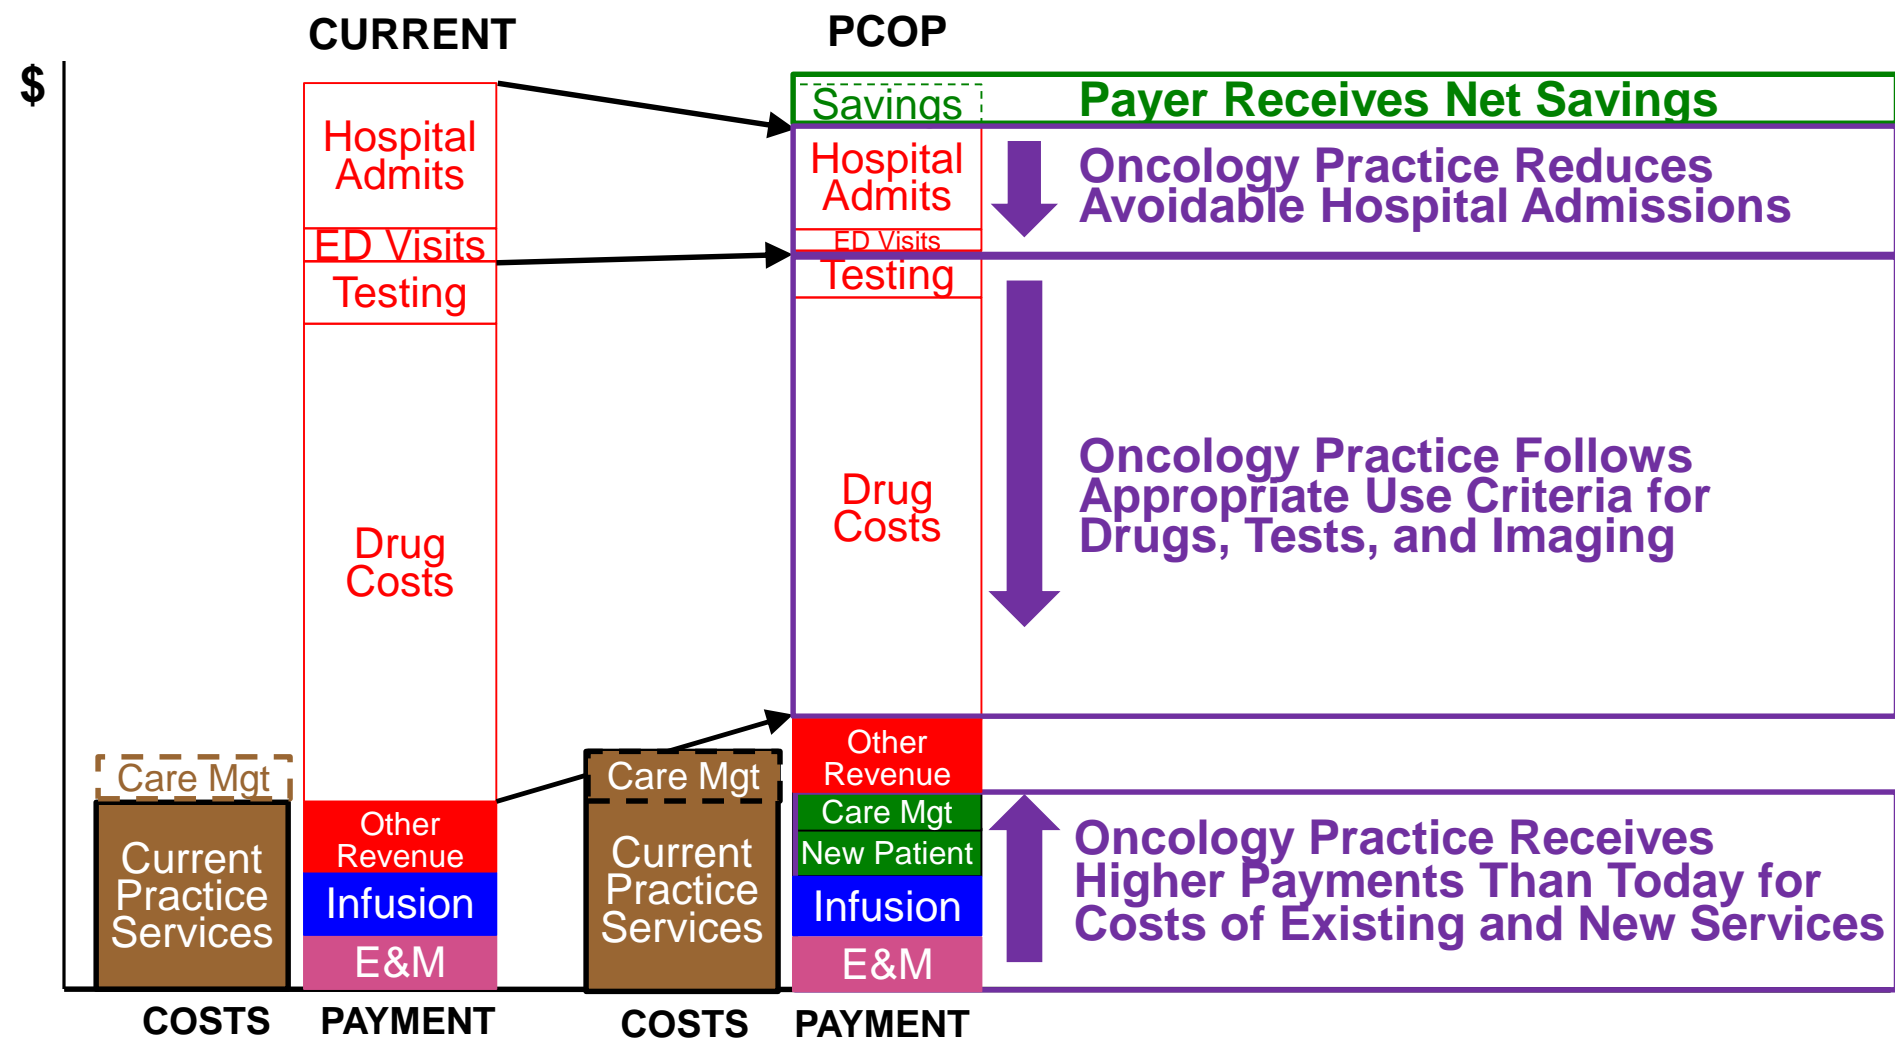 CURRENT
PCOP
$
Savings
Payer Receives Net Savings
Hospital
Admits
Hospital
Admits
Oncology Practice Reduces
Avoidable Hospital Admissions
ED Visits
ED Visits
Testing
Testing
Drug
Costs
Drug
Costs
Oncology Practice Follows
Appropriate Use Criteria for
Drugs, Tests, and Imaging
Care Mgt
Current
Practice
Services
Other
Revenue
Infusion
E&M
Care Mgt
Current
Practice
Services
Other
Revenue
Care Mgt
New Patient
Infusion
E&M
Oncology Practice Receives
Higher Payments Than Today for
Costs of Existing and New Services
COSTS
PAYMENT
COSTS
PAYMENT